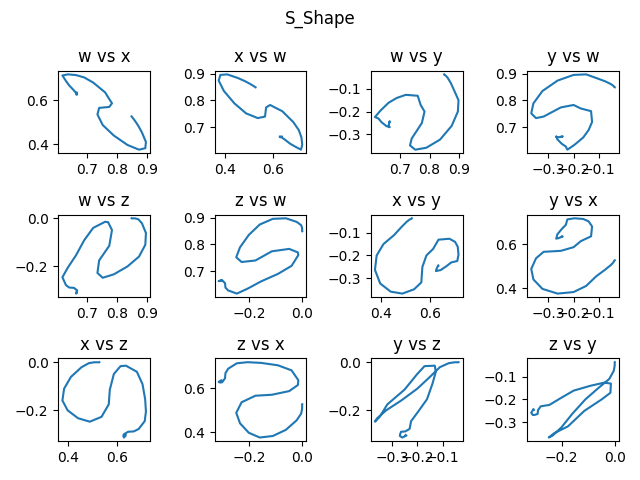 S_Shape
w vs x
x vs w
w vs y
y vs w
0.6
0.4
0.7 0.8 0.9
0.9
0.8
0.7
0.4 0.6
−0.1
−0.2
−0.3
0.7 0.8 0.9
0.9
0.8
0.7
−0.3−0.2−0.1
w vs z
z vs w
x vs y
y vs x
0.0
−0.2
0.7 0.8 0.9
0.9
0.8
0.7
−0.2 0.0
−0.1
−0.2
−0.3
0.4 0.6
0.6
0.4
−0.3−0.2−0.1
x vs z
z vs x
y vs z
z vs y
0.0
−0.2
0.4 0.6
0.6
0.4
−0.2 0.0
0.0
−0.2
−0.3−0.2−0.1
−0.1
−0.2
−0.3
−0.2 0.0